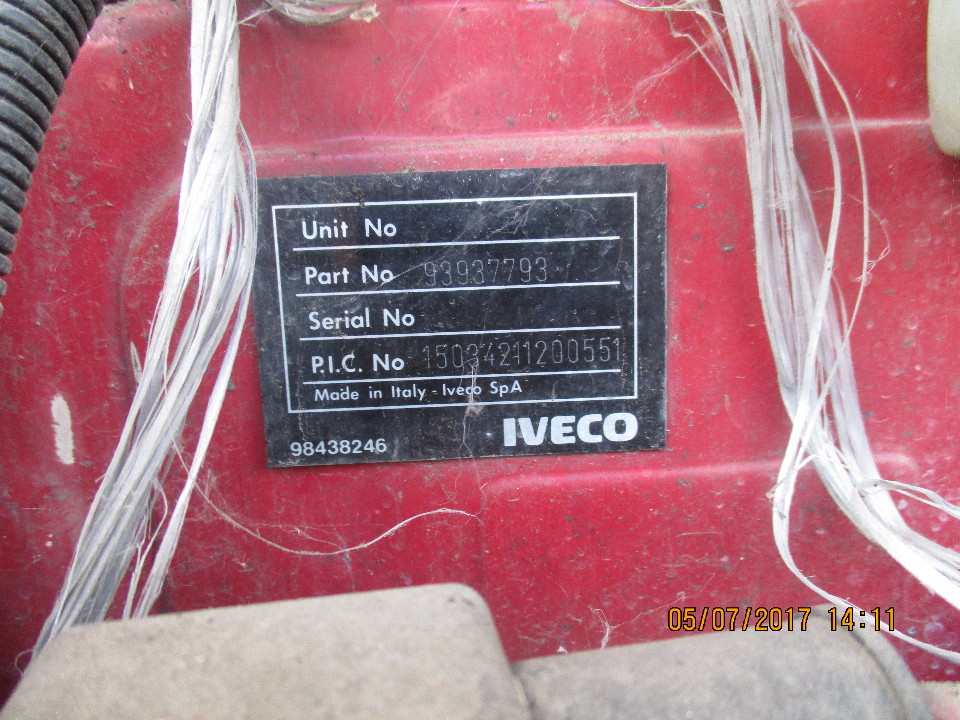 Unit No
Part No 93937793
Serial No
P.I.C. No 15034211200551
Made in Italy - Iveco SpA
98438246 IVECO
05/07/2017 14:11